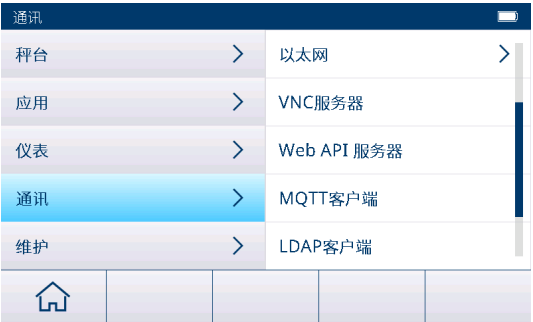 通讯
秤台
以太网
应用
VNC服务器
仪表
Web API 服务器
通讯
MQTT客户端
维护
LDAP客户端